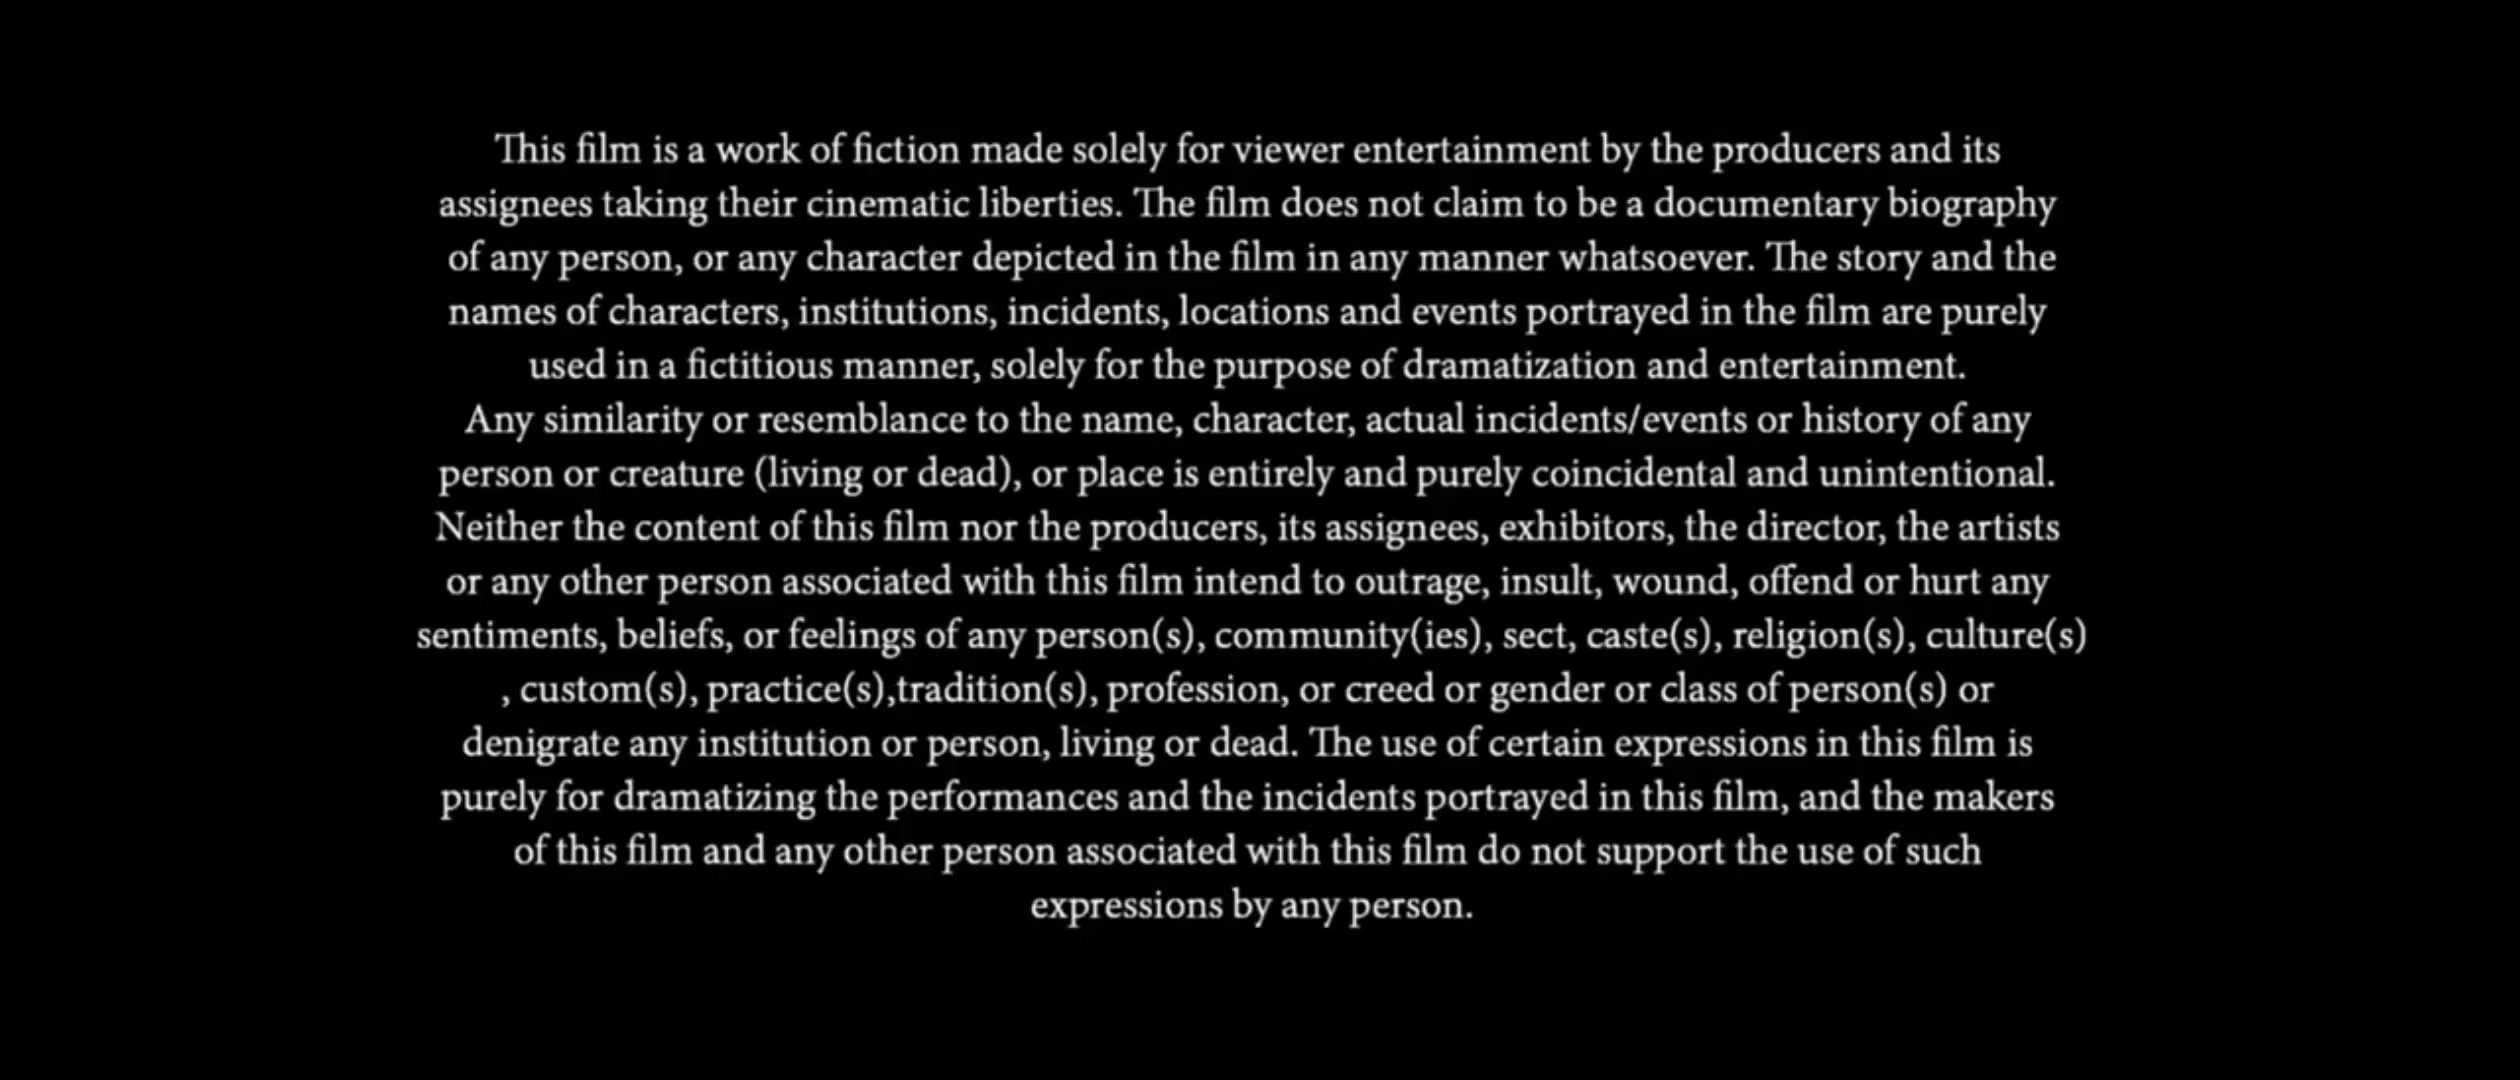 This film is a work of fiction made solely for viewer entertainment by the producers and its
assignees taking their cinematic liberties. The film does not claim to be a documentary biography
of any person, or any character depicted in the film in any manner whatsoever. The story and the
names of characters, institutions, incidents, locations and events portrayed in the film are purely
used in a fictitious manner, solely for the purpose of dramatization and entertainment.
Any similarity or resemblance to the name, character, actual incidents/events or history of any
person or creature (living or dead), or place is entirely and purely coincidental and unintentional.
Neither the content of this film nor the producers, its assignees, exhibitors, the director, the artists
or any other person associated with this film intend to outrage, insult, wound, offend or hurt any
sentiments, beliefs, or feelings of any person(s), community(ies), sect, caste(s), religion(s), culture(s)
, custom(s), practice(s),tradition(s), profession, or creed or gender or class of person(s) or
denigrate any institution or person, living or dead. The use of certain expressions in this film is
purely for dramatizing the performances and the incidents portrayed in this film, and the makers
of this film and any other person associated with this film do not support the use of such
expressions by any person.